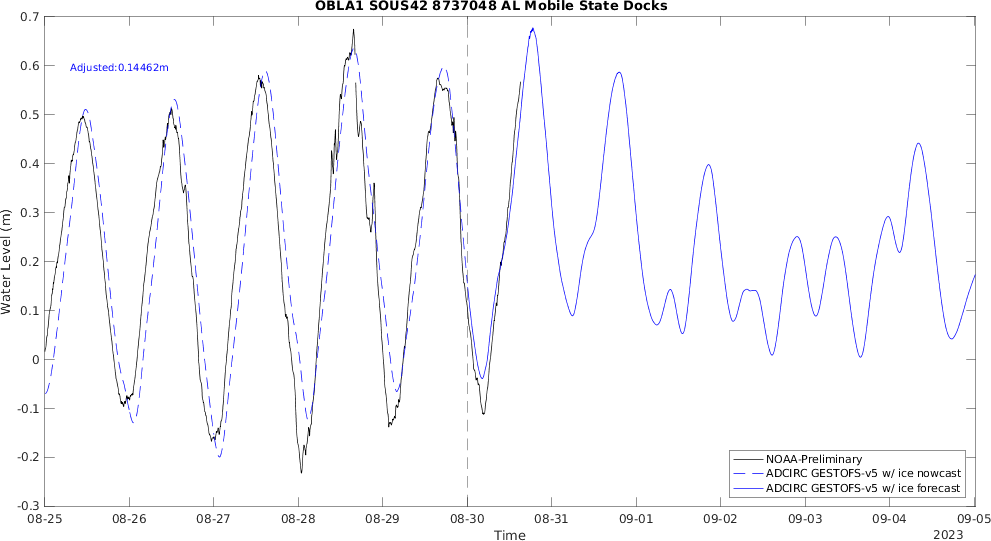 OBLA1 SOUS42 8737048 AL Mobile State Docks
0.7
0.6
0.5
0.4
0.3
0.2
0.1
0
-0.1
-0.2
-0.3
Water Level (m)
Adjusted:0.14462m
NOAA-Preliminary
ADCIRC GESTOFS-v5 w/ ice nowcast
ADCIRC GESTOFS-v5 w/ ice forecast
08-25 08-26 08-27 08-28 08-29 08-30 08-31 09-01 09-02 09-03 09-04 09-05
Time
2023